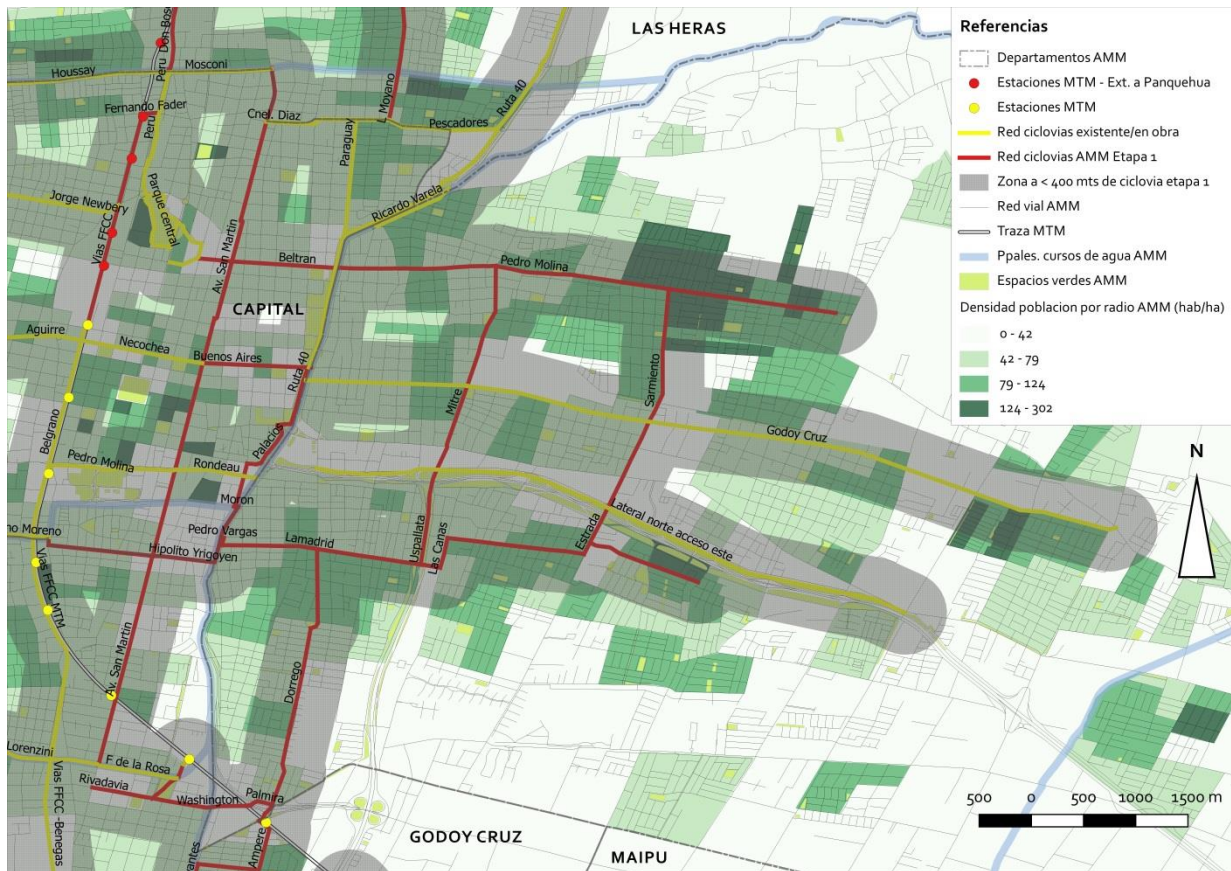 LAS HERAS
Peru Don Bosc
Houssay
Mosconi
Fernando Fader
Peru
Cnel. Diaz
L. Moyano
Pescadores
Ruta 40
Paraguay
Parque central
Jorge Newbery
Ricardo Varela
Vias FFCC
Av. San Martin
Beltran
Pedro Molina
CAPITAL
Aguirre
Necochea
Buenos Aires
Ruta 40
Mitre
Sarmiento
Belgrano
Palacios
Godoy Cruz
Pedro Molina
Rondeau
Moron
Lateral norte acceso este
no Moreno
Pedro Vargas
Lamadrid
Hipolito Yrigoyen
Uspallata
Las Canas
Estrada
Vias FFCC MTM
Av. San Martin
Dorrego
Lorenzini
F de la Rosa
Rivadavia
Washington
Palmira
Vias FFCC -Benegas
Ampere
antes
GODOY CRUZ
MAIPU
Referencias
Departamentos AMM
Estaciones MTM - Ext. a Panquehua
Estaciones MTM
Red ciclovias existente/en obra
Red ciclovias AMM Etapa 1
Zona a < 400 mts de ciclovia etapa 1
Red vial AMM
Traza MTM
Ppales. cursos de agua AMM
Espacios verdes AMM
Densidad poblacion por radio AMM (hab/ha)
0 - 42
42 - 79
79 - 124
124 - 302
N
500 0 500 1000 1500 m